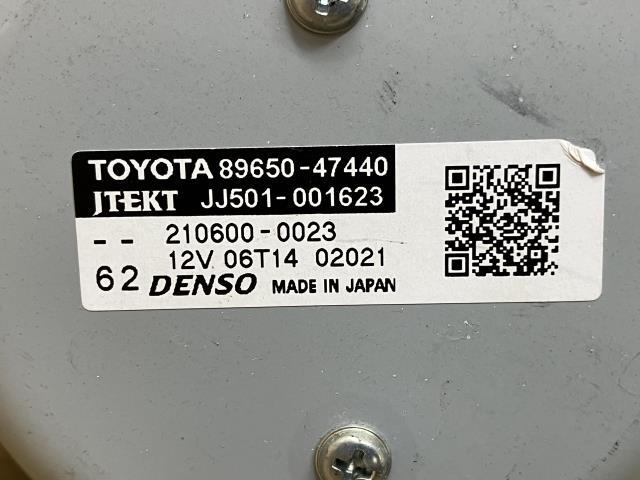 TOYOTA 89650-47440
JTEKT JJ501-001623
-- 210600-0023
12V 06T14 02021
62 DENSO MADE IN JAPAN